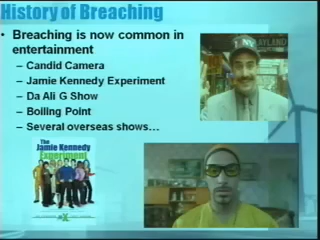 History of Breaching
• Breaching is now common in
entertainment
– Candid Camera
– Jamie Kennedy Experiment
– Da Ali G Show
– Boiling Point
– Several overseas shows…
The
Jamie Kennedy
Experiment